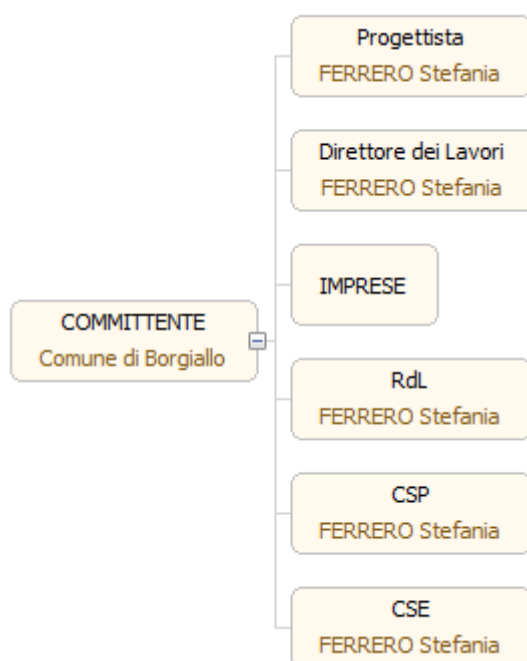 Progettista
FERRERO Stefania
Direttore dei Lavori
FERRERO Stefania
IMPRESE
COMMITTENTE
Comune di Borgiallo
RdL
FERRERO Stefania
CSP
FERRERO Stefania
CSE
FERRERO Stefania